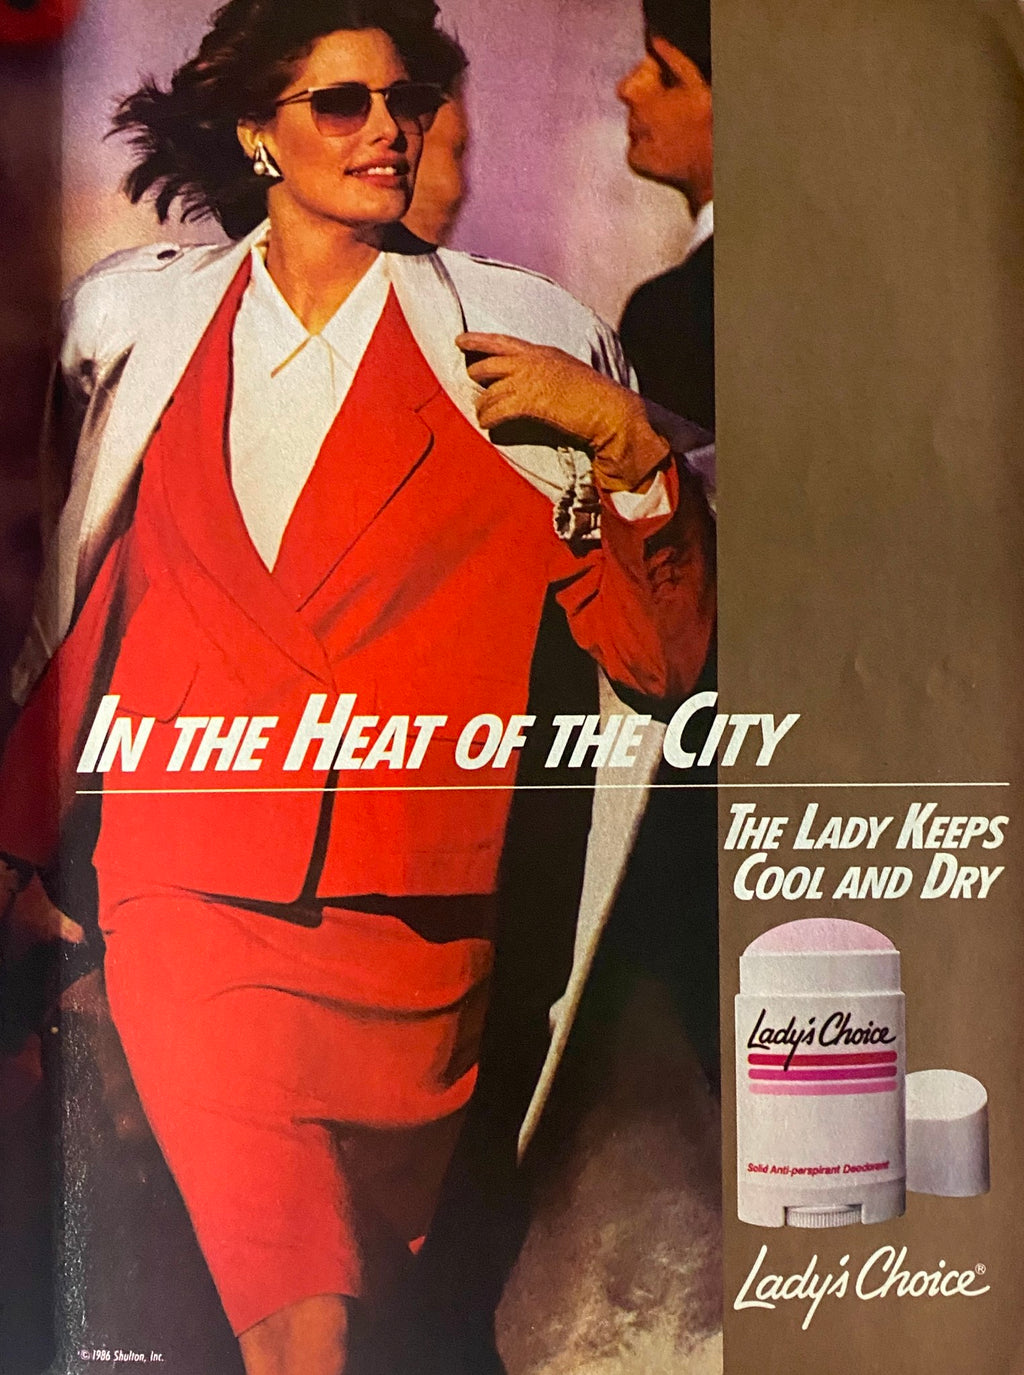 In the Heat of the City
The Lady Keeps
Cool and Dry
Lady's Choice
Solid Anti-perspirant Deodorant
Lady's Choice®
© 1986 Shulton, Inc.